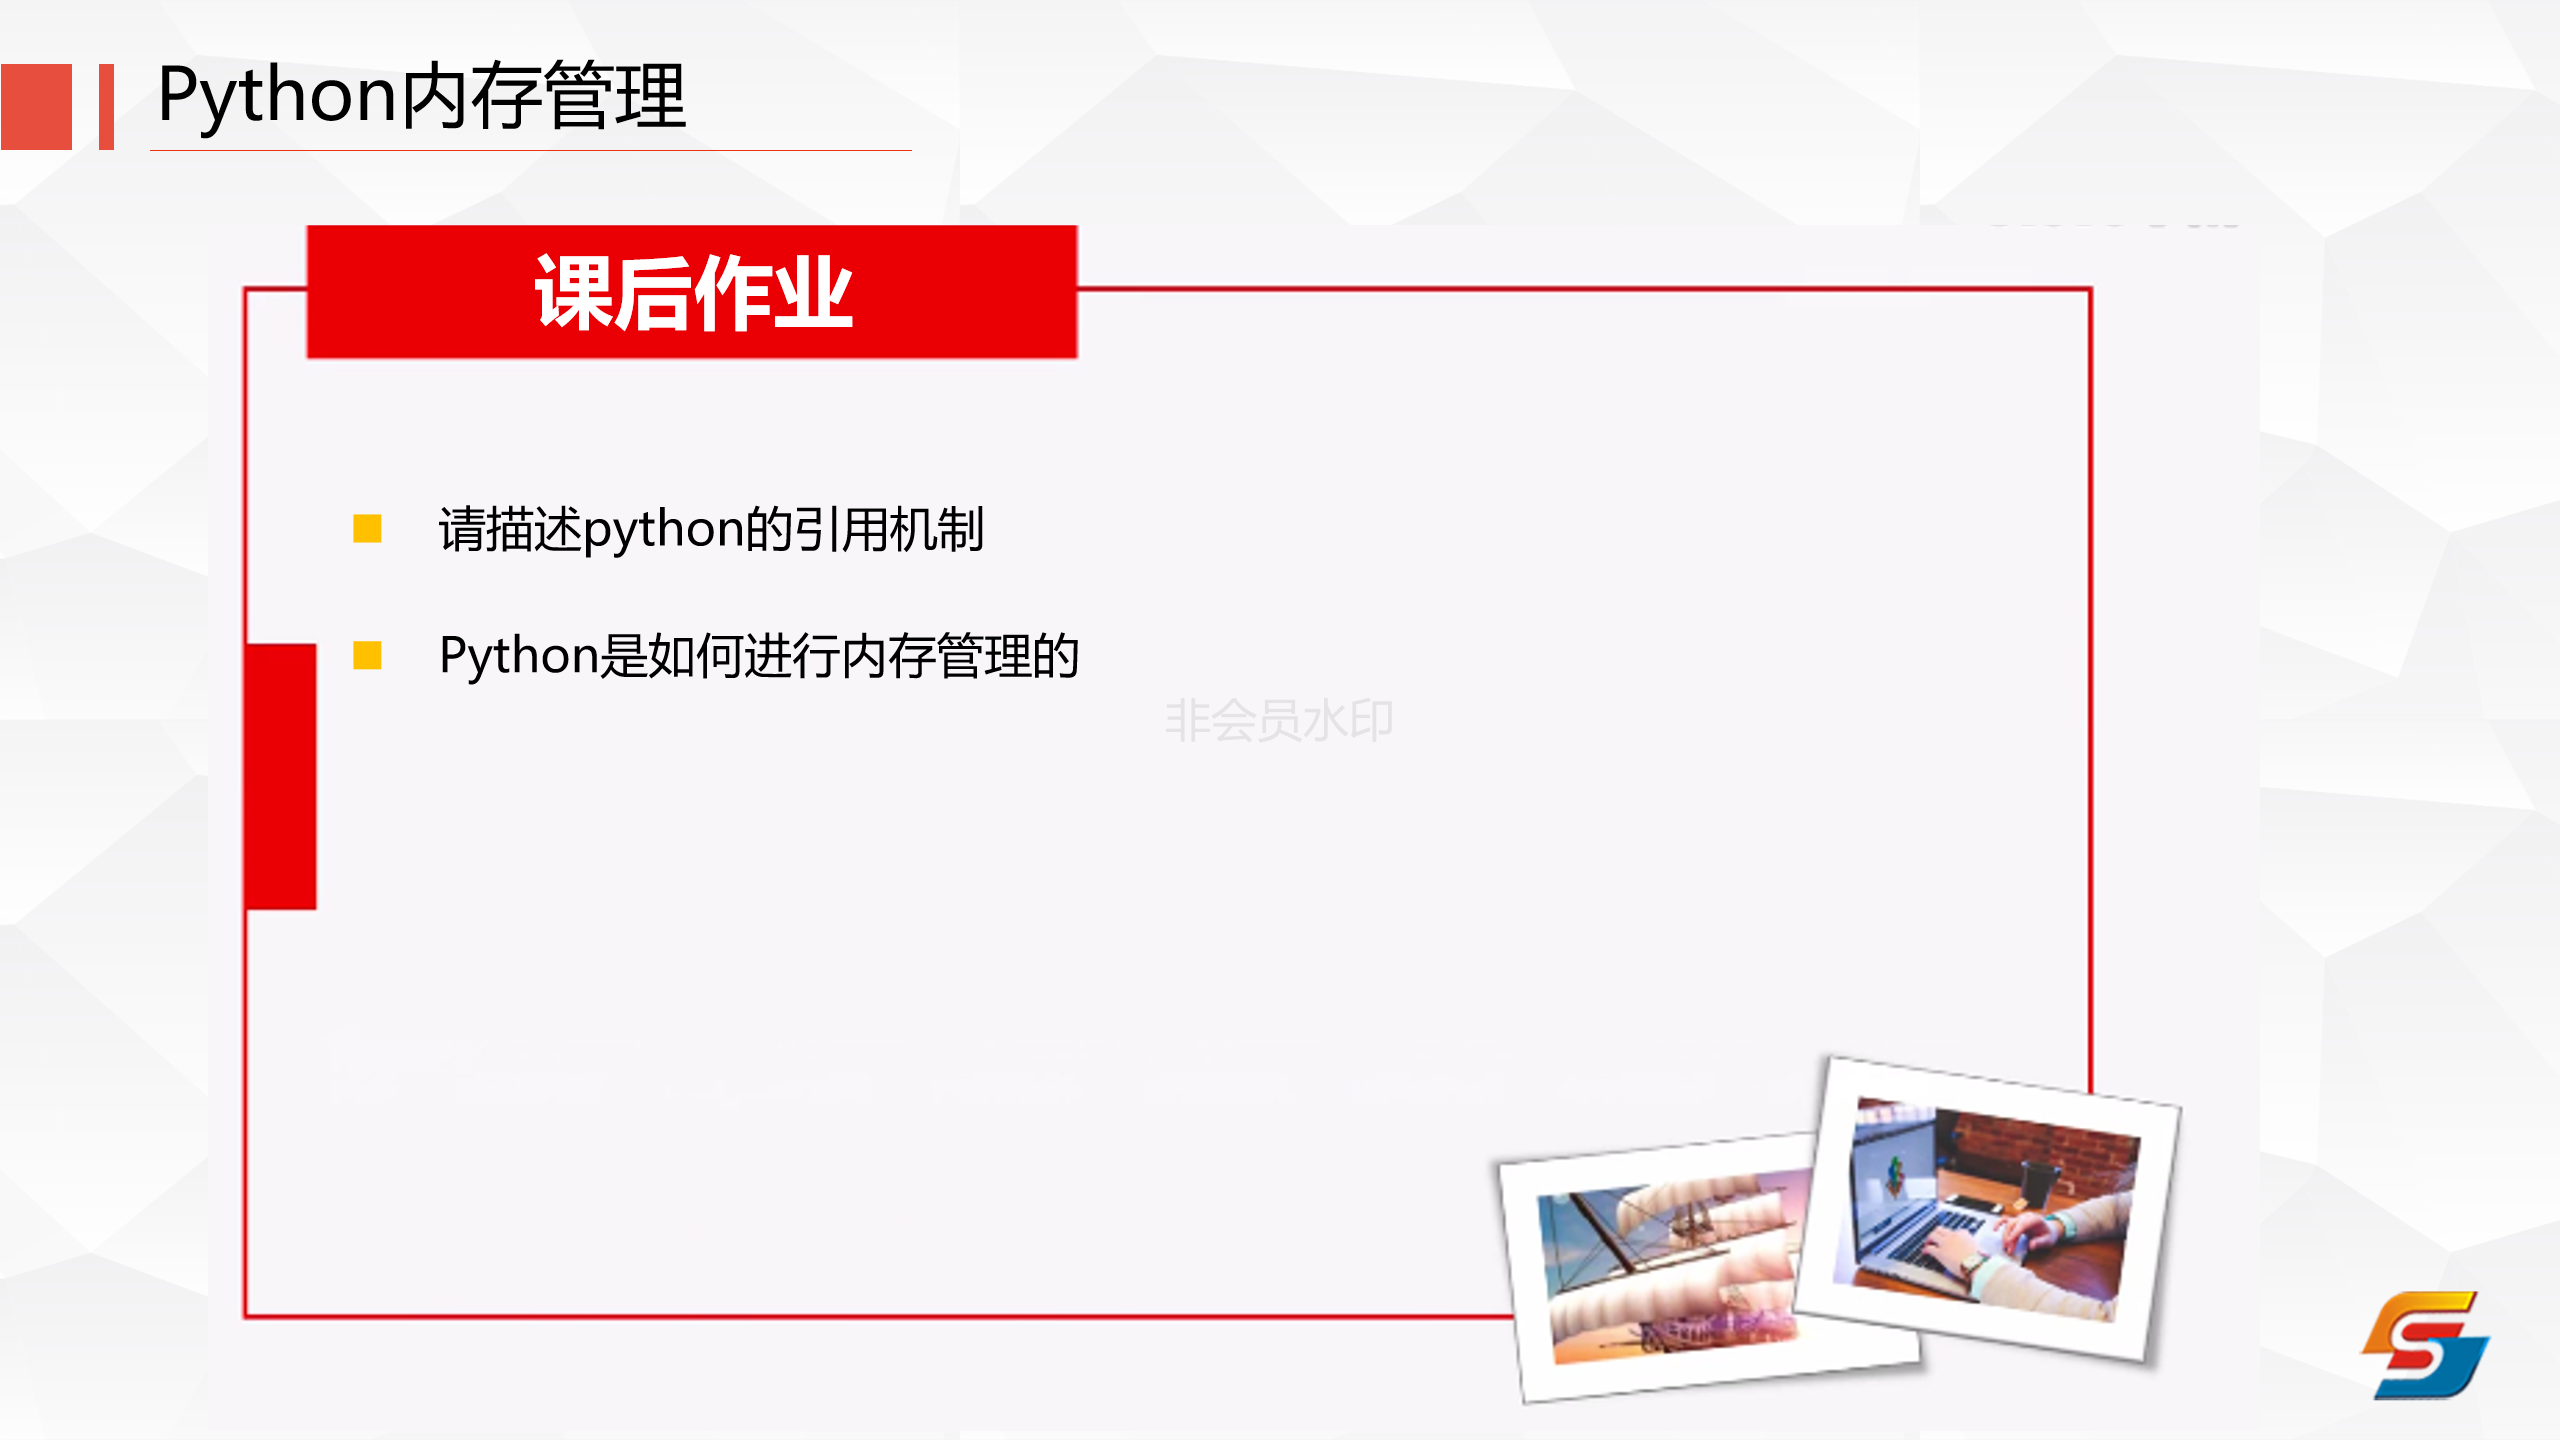 Python内存管理
课后作业
请描述python的引用机制
Python是如何进行内存管理的
非会员水印